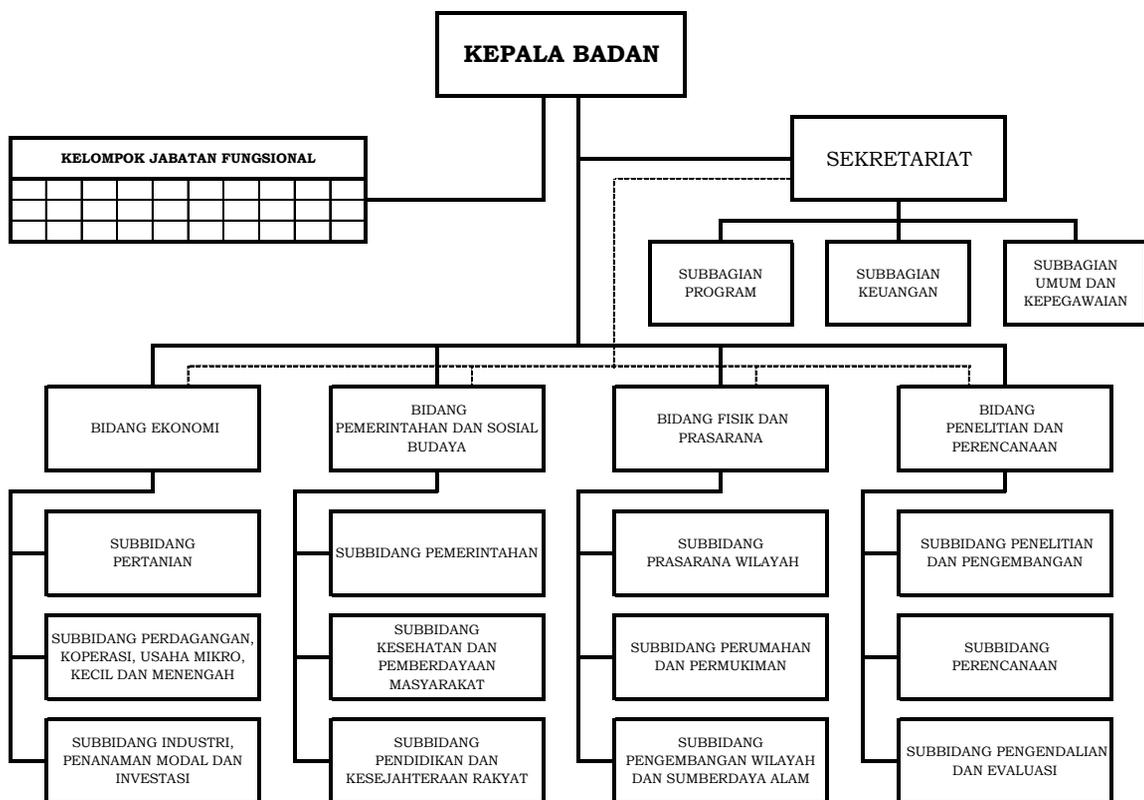 KEPALA BADAN
KELOMPOK JABATAN FUNGSIONAL
SEKRETARIAT
SUBBAGIAN
PROGRAM
SUBBAGIAN
KEUANGAN
SUBBAGIAN
UMUM DAN
KEPEGAWAIAN
BIDANG EKONOMI
BIDANG
PEMERINTAHAN DAN SOSIAL
BUDAYA
BIDANG FISIK DAN
PRASARANA
BIDANG
PENELITIAN DAN
PERENCANAAN
SUBBIDANG
PERTANIAN
SUBBIDANG PEMERINTAHAN
SUBBIDANG
PRASARANA WILAYAH
SUBBIDANG PENELITIAN
DAN PENGEMBANGAN
SUBBIDANG PERDAGANGAN,
KOPERASI, USAHA MIKRO,
KECIL DAN MENENGAH
SUBBIDANG
KESEHATAN DAN
PEMBERDAYAAN
MASYARAKAT
SUBBIDANG PERUMAHAN
DAN PERMUKIMAN
SUBBIDANG
PERENCANAAN
SUBBIDANG INDUSTRI,
PENANAMAN MODAL DAN
INVESTASI
SUBBIDANG
PENDIDIKAN DAN
KESEJAHTERAAN RAKYAT
SUBBIDANG
PENGEMBANGAN WILAYAH
DAN SUMBERDAYA ALAM
SUBBIDANG PENGENDALIAN
DAN EVALUASI